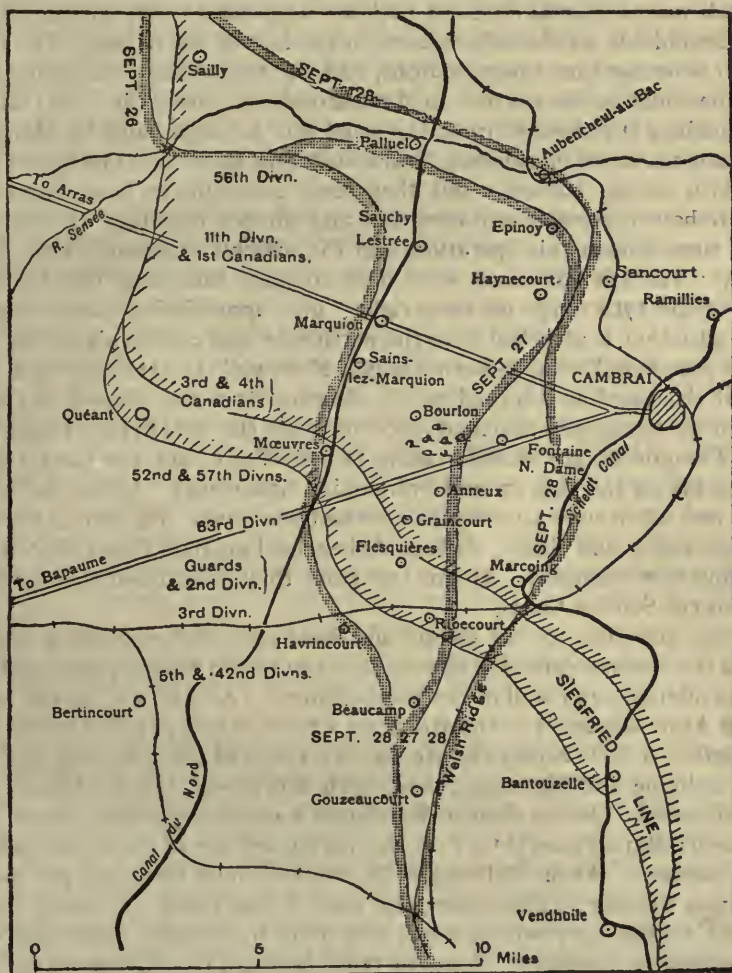 SEPT. 26
Sailly
SEPT. 28
Palluel
Aubencheul-au-Bac
To Arras
R. Sensée
56th Divn.
Sauchy
Lestrée
Epinoy
11th Divn.
& 1st Canadians.
Haynecourt
Sancourt
Ramillies
Marquion
SEPT. 27
Sains-
lez-Marquion
3rd & 4th
Canadians
CAMBRAI
Quéant
Bourlon
Mœuvres
52nd & 57th Divns.
Fontaine
N. Dame
Anneux
SEPT. 28
Scheldt Canal
63rd Divn
Graincourt
To Bapaume
Flesquières
Guards
& 2nd Divn.
Marcoing
3rd Divn.
Ribecourt
Havrincourt
5th & 42nd Divns.
Bertincourt
Beaucamp
SEPT. 28 27 28
Welsh Ridge
SIEGFRIED
LINE
Bantouzelle
Gouzeaucourt
Canal du Nord
Vendhuile
0 5 10 Miles